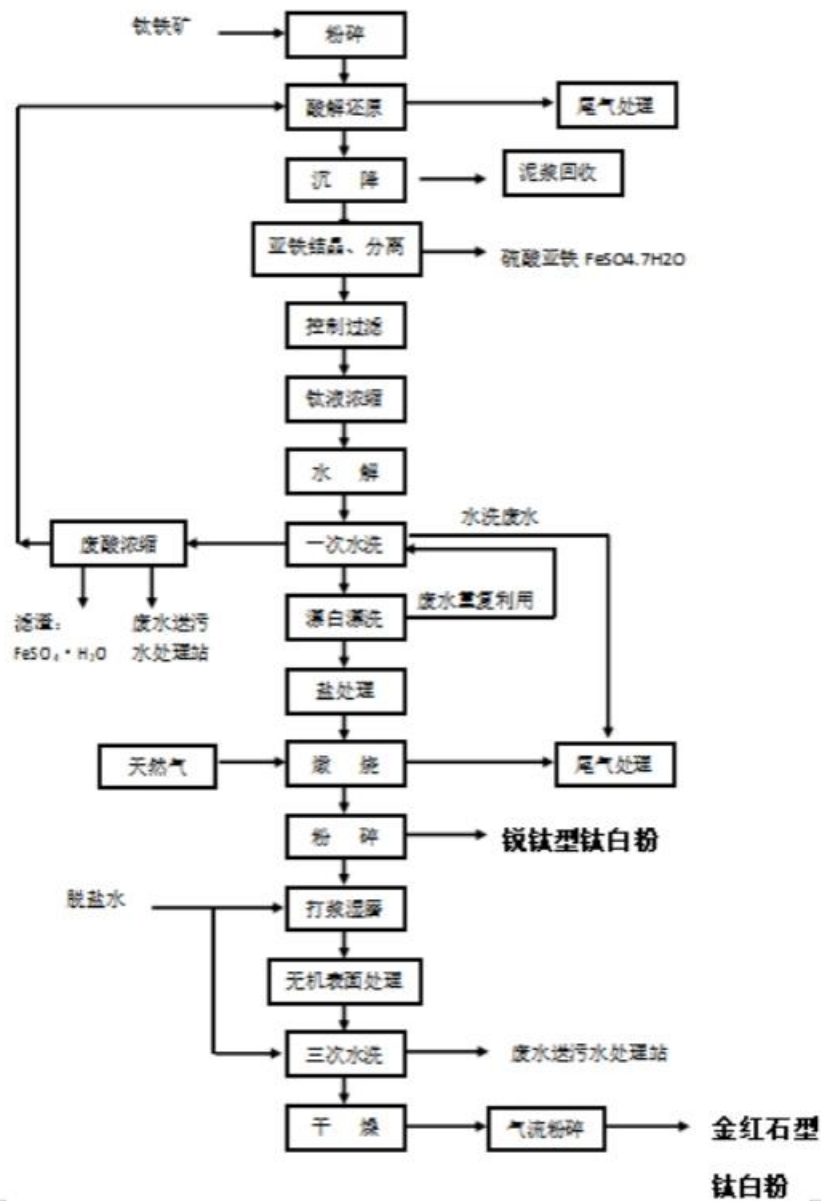 钛铁矿
粉碎
酸解还原
尾气处理
沉 降
泥浆回收
亚铁结晶、分离
硫酸亚铁 FeSO4.7H2O
控制过滤
钛液浓缩
水 解
水洗废水
废酸浓缩
一次水洗
废水重复利用
漂白漂洗
滤渣：
FeSO₄·H₂O
废水送污
水处理站
盐处理
天然气
煅 烧
尾气处理
粉 碎
锐钛型钛白粉
脱盐水
打浆湿磨
无机表面处理
三次水洗
废水送污水处理站
干 燥
气流粉碎
金红石型
钛白粉